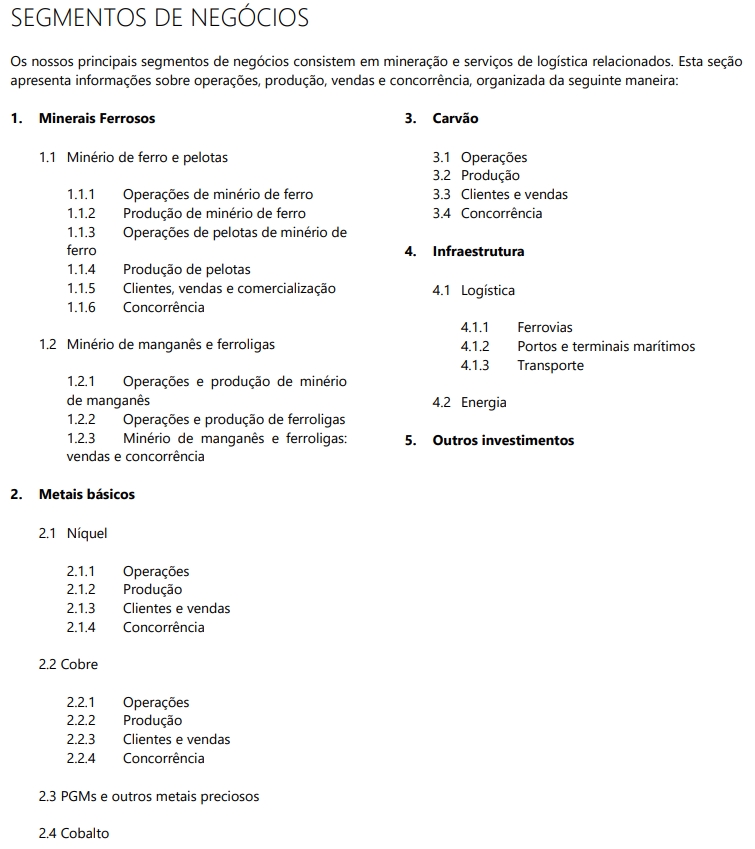 SEGMENTOS DE NEGÓCIOS
Os nossos principais segmentos de negócios consistem em mineração e serviços de logística relacionados. Esta seção
apresenta informações sobre operações, produção, vendas e concorrência, organizada da seguinte maneira:
1. Minerais Ferrosos
1.1 Minério de ferro e pelotas
1.1.1 Operações de minério de ferro
1.1.2 Produção de minério de ferro
1.1.3 Operações de pelotas de minério de
ferro
1.1.4 Produção de pelotas
1.1.5 Clientes, vendas e comercialização
1.1.6 Concorrência
1.2 Minério de manganês e ferroligas
1.2.1 Operações e produção de minério
de manganês
1.2.2 Operações e produção de ferroligas
1.2.3 Minério de manganês e ferroligas:
vendas e concorrência
2. Metais básicos
2.1 Níquel
2.1.1 Operações
2.1.2 Produção
2.1.3 Clientes e vendas
2.1.4 Concorrência
2.2 Cobre
2.2.1 Operações
2.2.2 Produção
2.2.3 Clientes e vendas
2.2.4 Concorrência
2.3 PGMs e outros metais preciosos
2.4 Cobalto
3. Carvão
3.1 Operações
3.2 Produção
3.3 Clientes e vendas
3.4 Concorrência
4. Infraestrutura
4.1 Logística
4.1.1 Ferrovias
4.1.2 Portos e terminais marítimos
4.1.3 Transporte
4.2 Energia
5. Outros investimentos